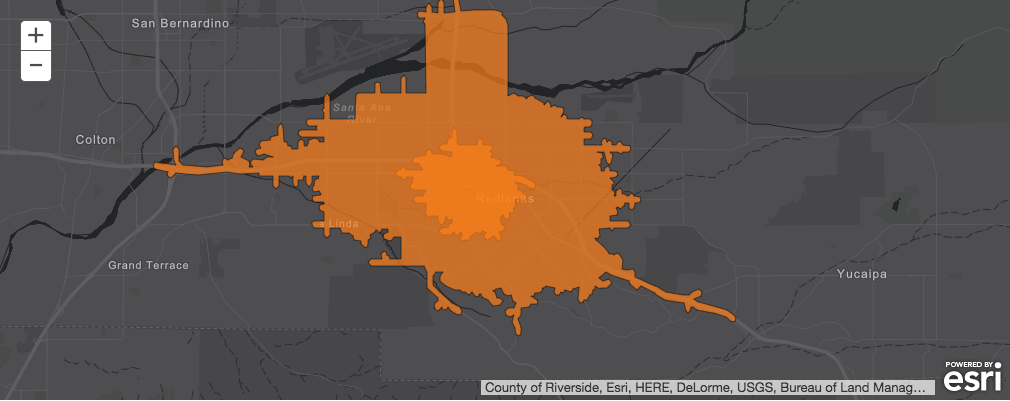 San Bernardino
+
−
Santa Ana
River
Colton
Redlands
a Linda
Grand Terrace
Yucaipa
POWERED BY
esri
County of Riverside, Esri, HERE, DeLorme, USGS, Bureau of Land Manag...